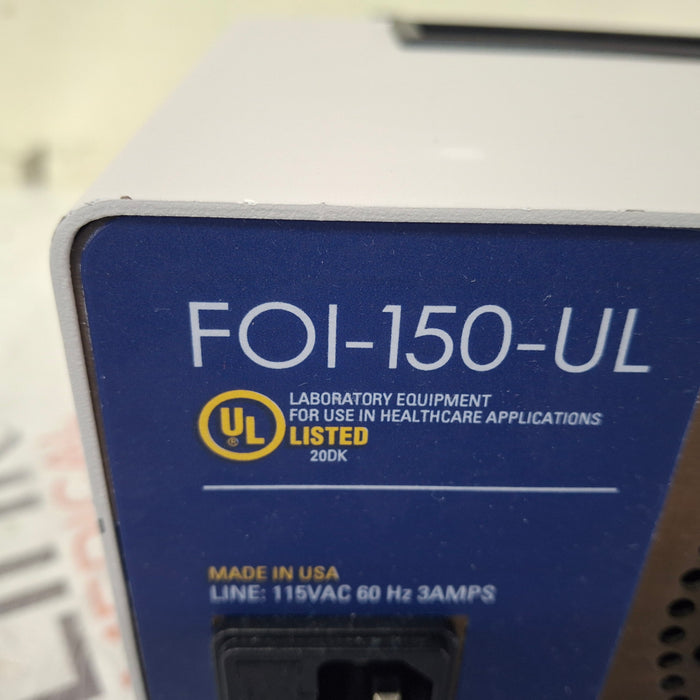 FOI-150-UL
LABORATORY EQUIPMENT
FOR USE IN HEALTHCARE APPLICATIONS
UL ® LISTED
20DK
MADE IN USA
LINE: 115VAC 60 Hz 3AMPS